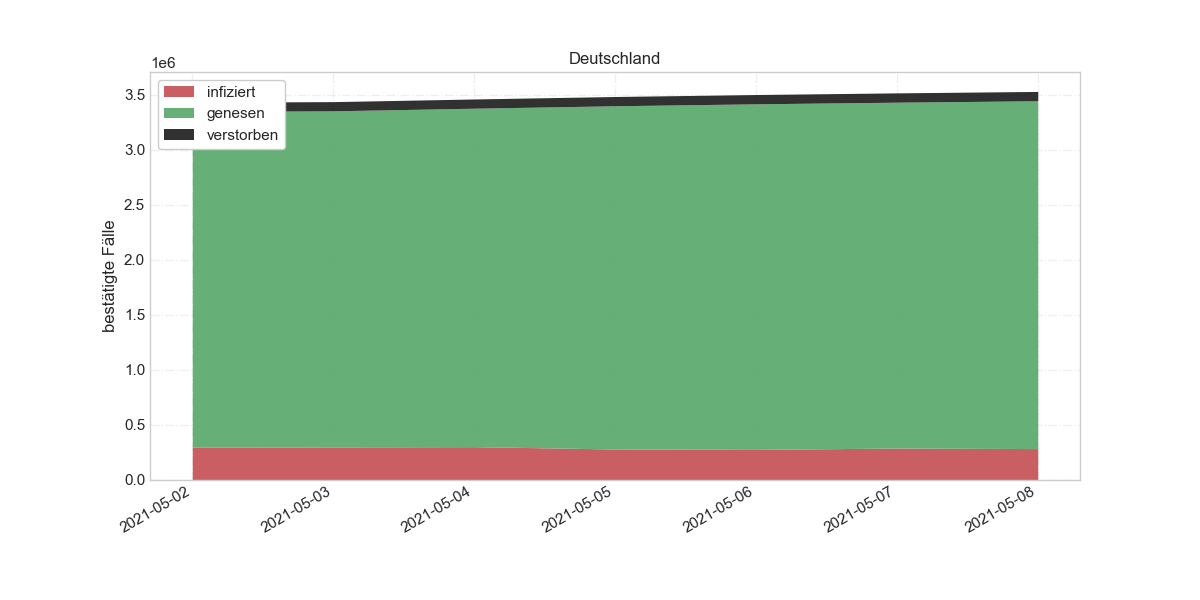 Deutschland
1e6
infiziert
genesen
verstorben
3.5
3.0
2.5
2.0
1.5
1.0
0.5
0.0
bestätigte Fälle
2021-05-02
2021-05-03
2021-05-04
2021-05-05
2021-05-06
2021-05-07
2021-05-08